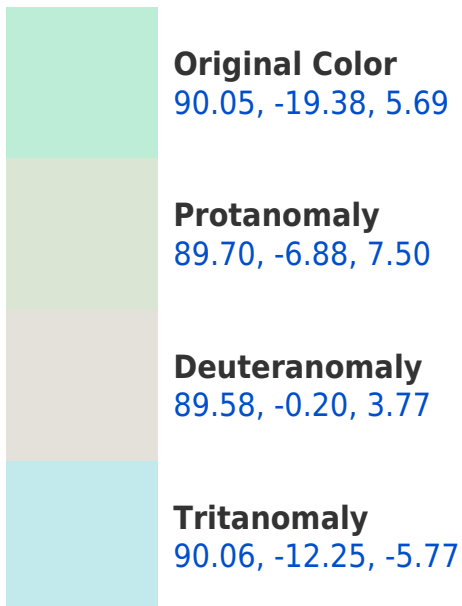 Original Color
90.05, -19.38, 5.69
Protanomaly
89.70, -6.88, 7.50
Deuteranomaly
89.58, -0.20, 3.77
Tritanomaly
90.06, -12.25, -5.77